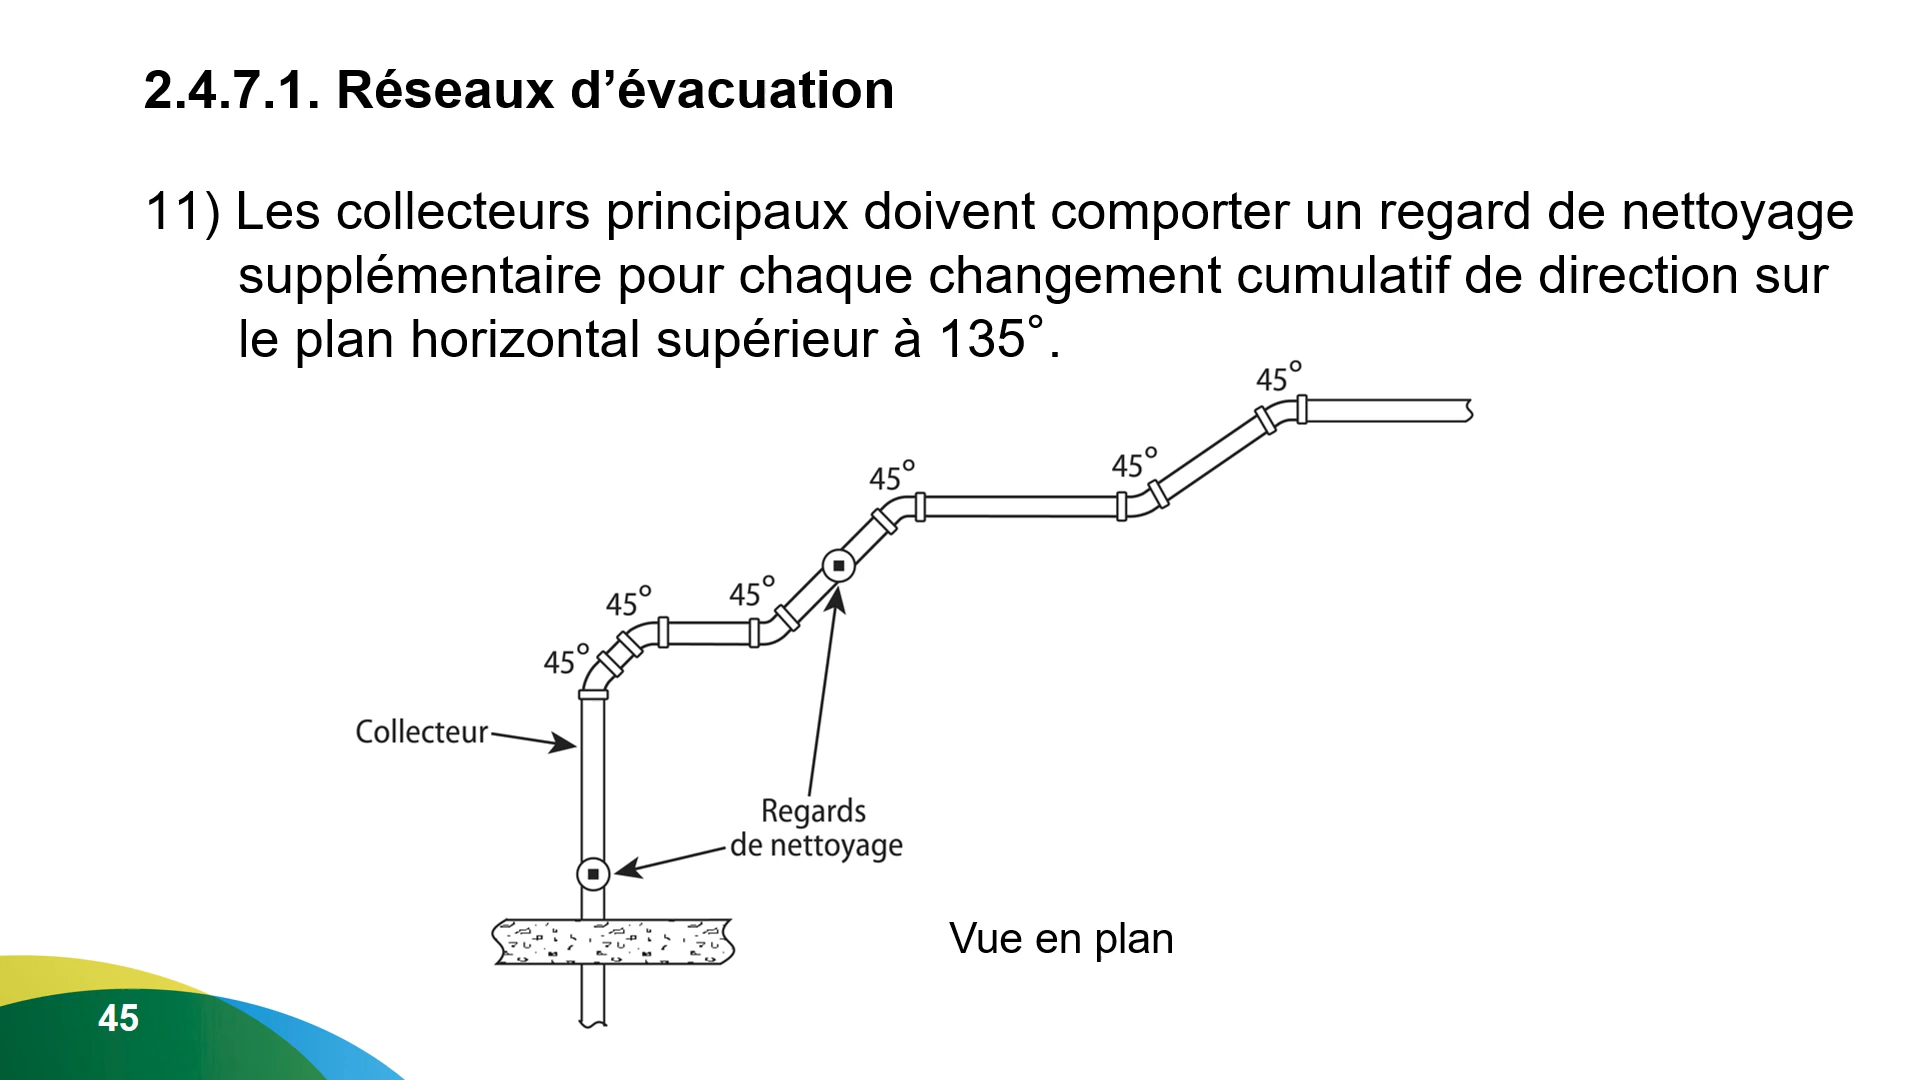 2.4.7.1. Réseaux d’évacuation
11) Les collecteurs principaux doivent comporter un regard de nettoyage
supplémentaire pour chaque changement cumulatif de direction sur
le plan horizontal supérieur à 135°.
45°
45°
45°
45°
45°
45°
Collecteur
Regards
de nettoyage
Vue en plan
45